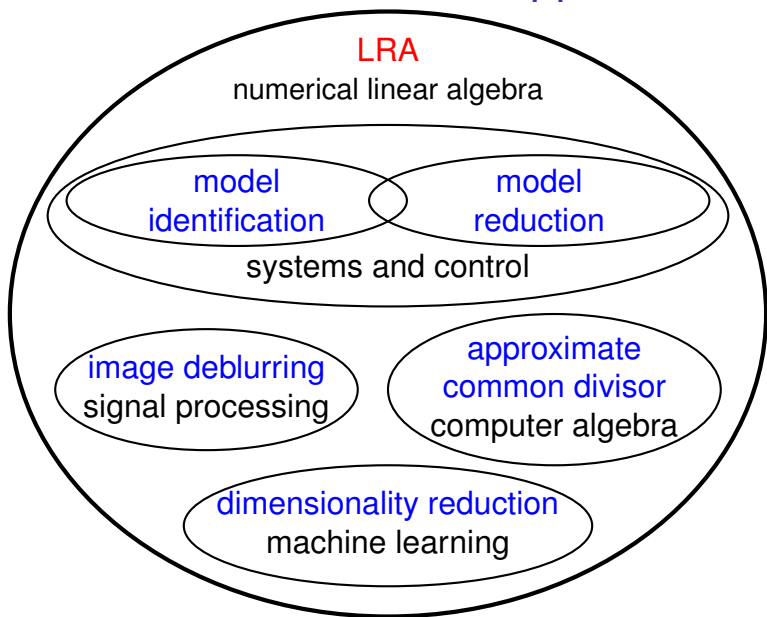 LRA
numerical linear algebra
model
identification
model
reduction
systems and control
image deblurring
signal processing
approximate
common divisor
computer algebra
dimensionality reduction
machine learning